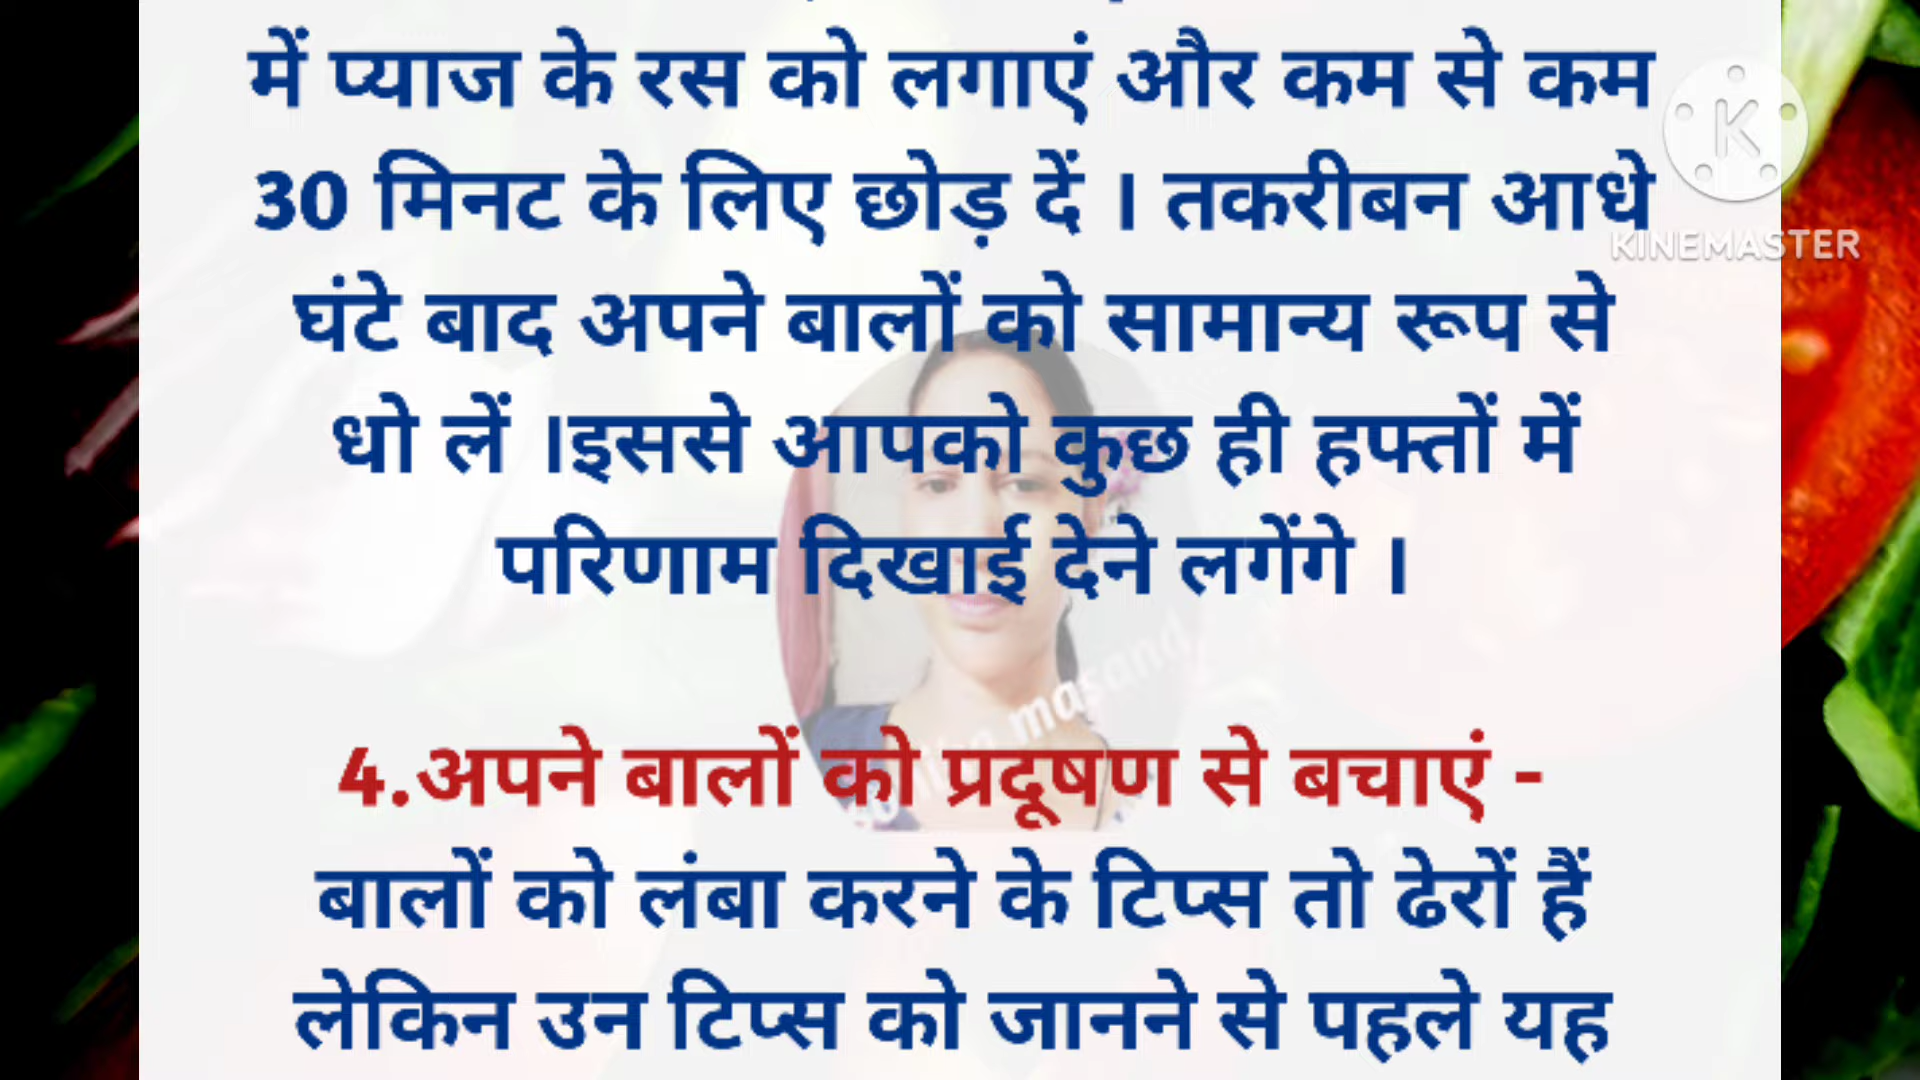 में प्याज के रस को लगाएं और कम से कम
30 मिनट के लिए छोड़ दें । तकरीबन आधे
घंटे बाद अपने बालों को सामान्य रूप से
धो लें ।इससे आपको कुछ ही हफ्तों में
परिणाम दिखाई देने लगेंगे ।
4.अपने बालों को प्रदूषण से बचाएं -
बालों को लंबा करने के टिप्स तो ढेरों हैं
लेकिन उन टिप्स को जानने से पहले यह
K
KINEMASTER